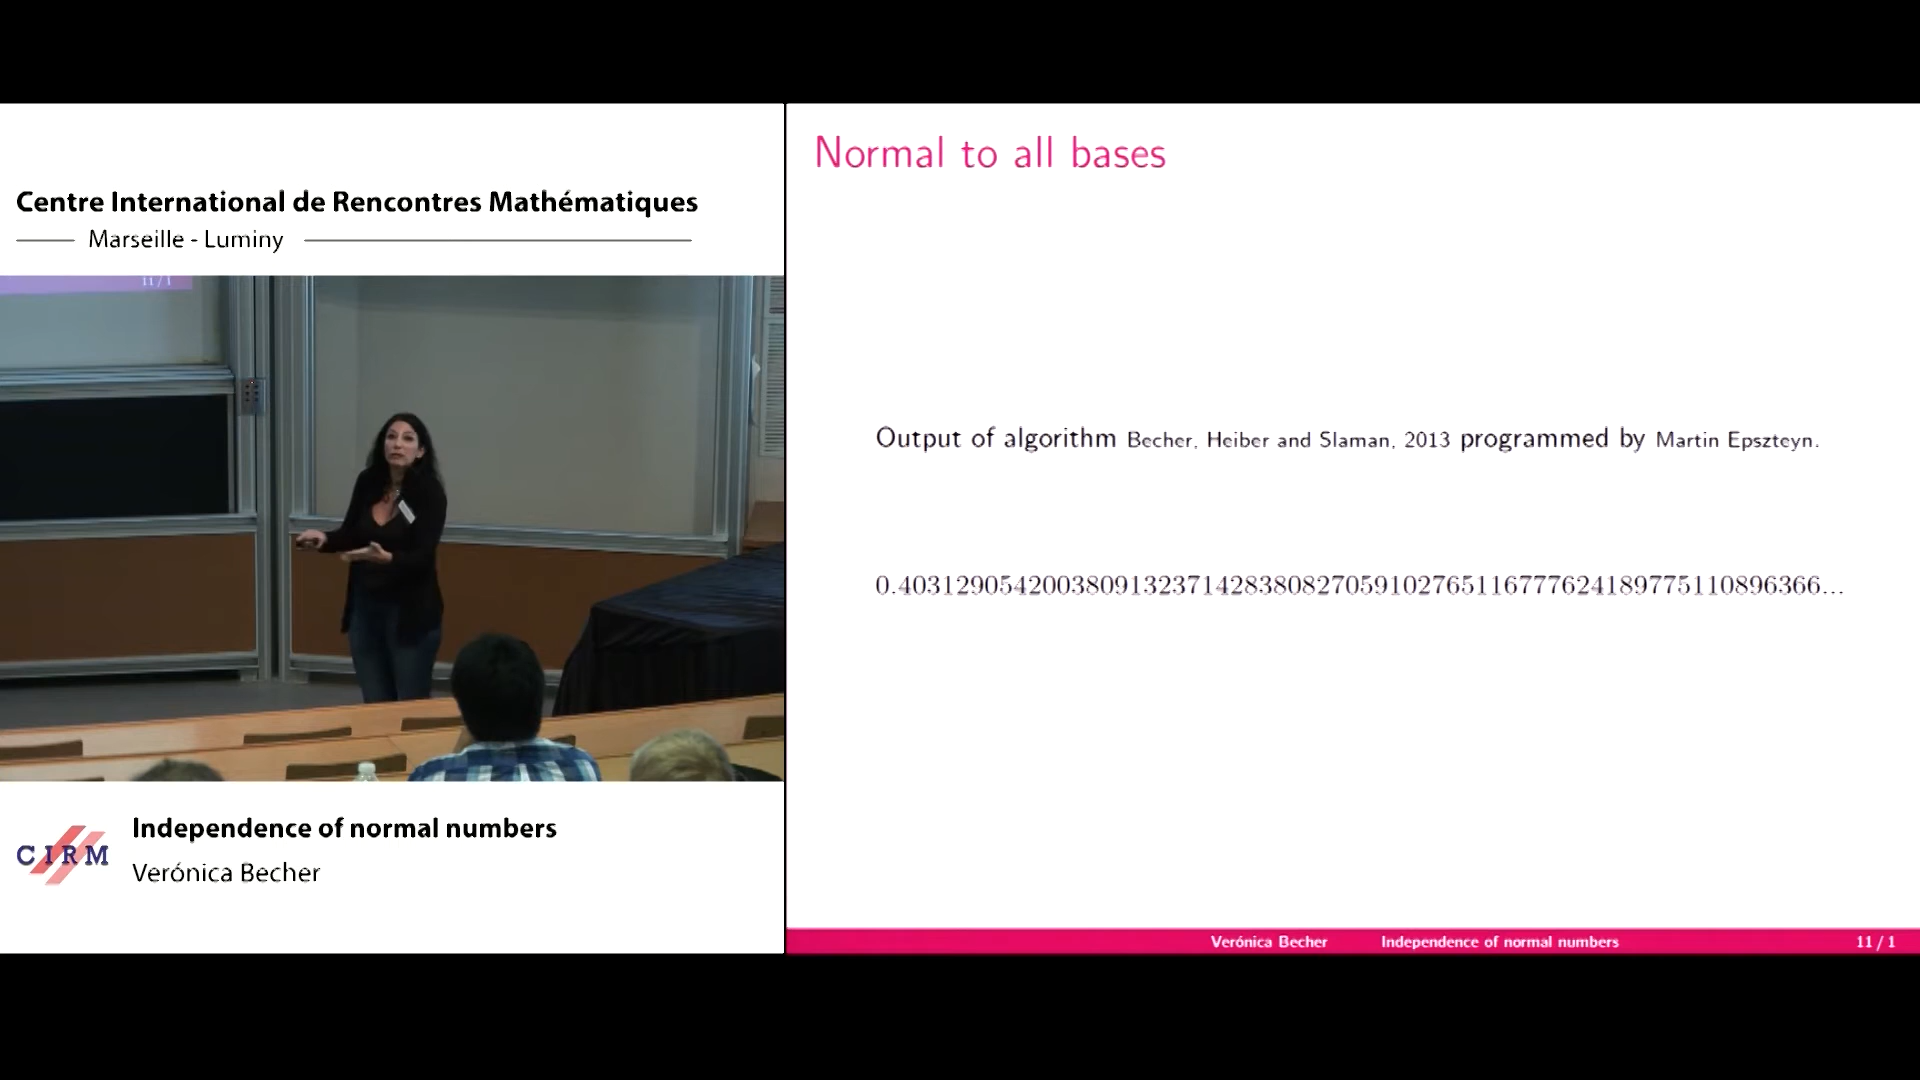 Centre International de Rencontres Mathématiques
Marseille - Luminy
11/1
CIRM
Independence of normal numbers
Verónica Becher
Normal to all bases
Output of algorithm Becher, Heiber and Slaman, 2013 programmed by Martin Epszteyn.
0.4031290542003809132371428380827059102765116777624189775110896366...
Verónica Becher Independence of normal numbers 11 / 1